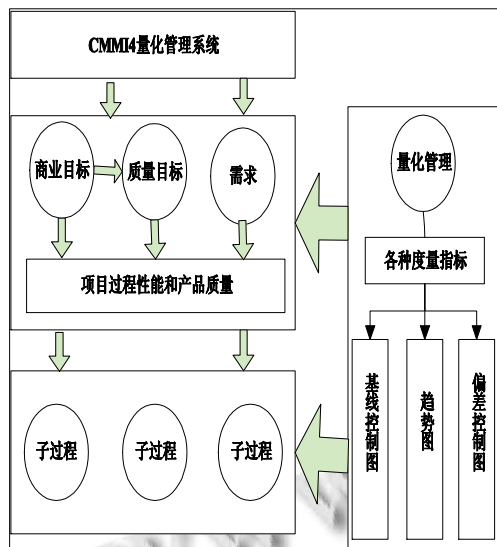 CMMI4量化管理系统
商业目标
质量目标
需求
项目过程性能和产品质量
子过程
子过程
子过程
量化管理
各种度量指标
基线控制图
趋势图
偏差控制图